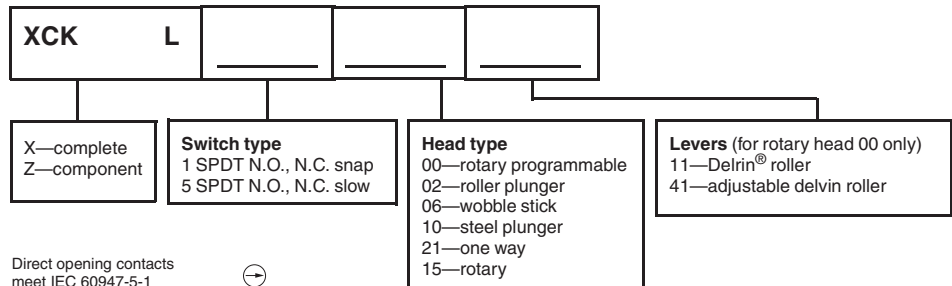 XCK L
X—complete
Z—component
Switch type
1 SPDT N.O., N.C. snap
5 SPDT N.O., N.C. slow
Head type
00—rotary programmable
02—roller plunger
06—wobble stick
10—steel plunger
21—one way
15—rotary
Levers (for rotary head 00 only)
11—Delrin® roller
41—adjustable delvin roller
Direct opening contacts
meet IEC 60947-5-1